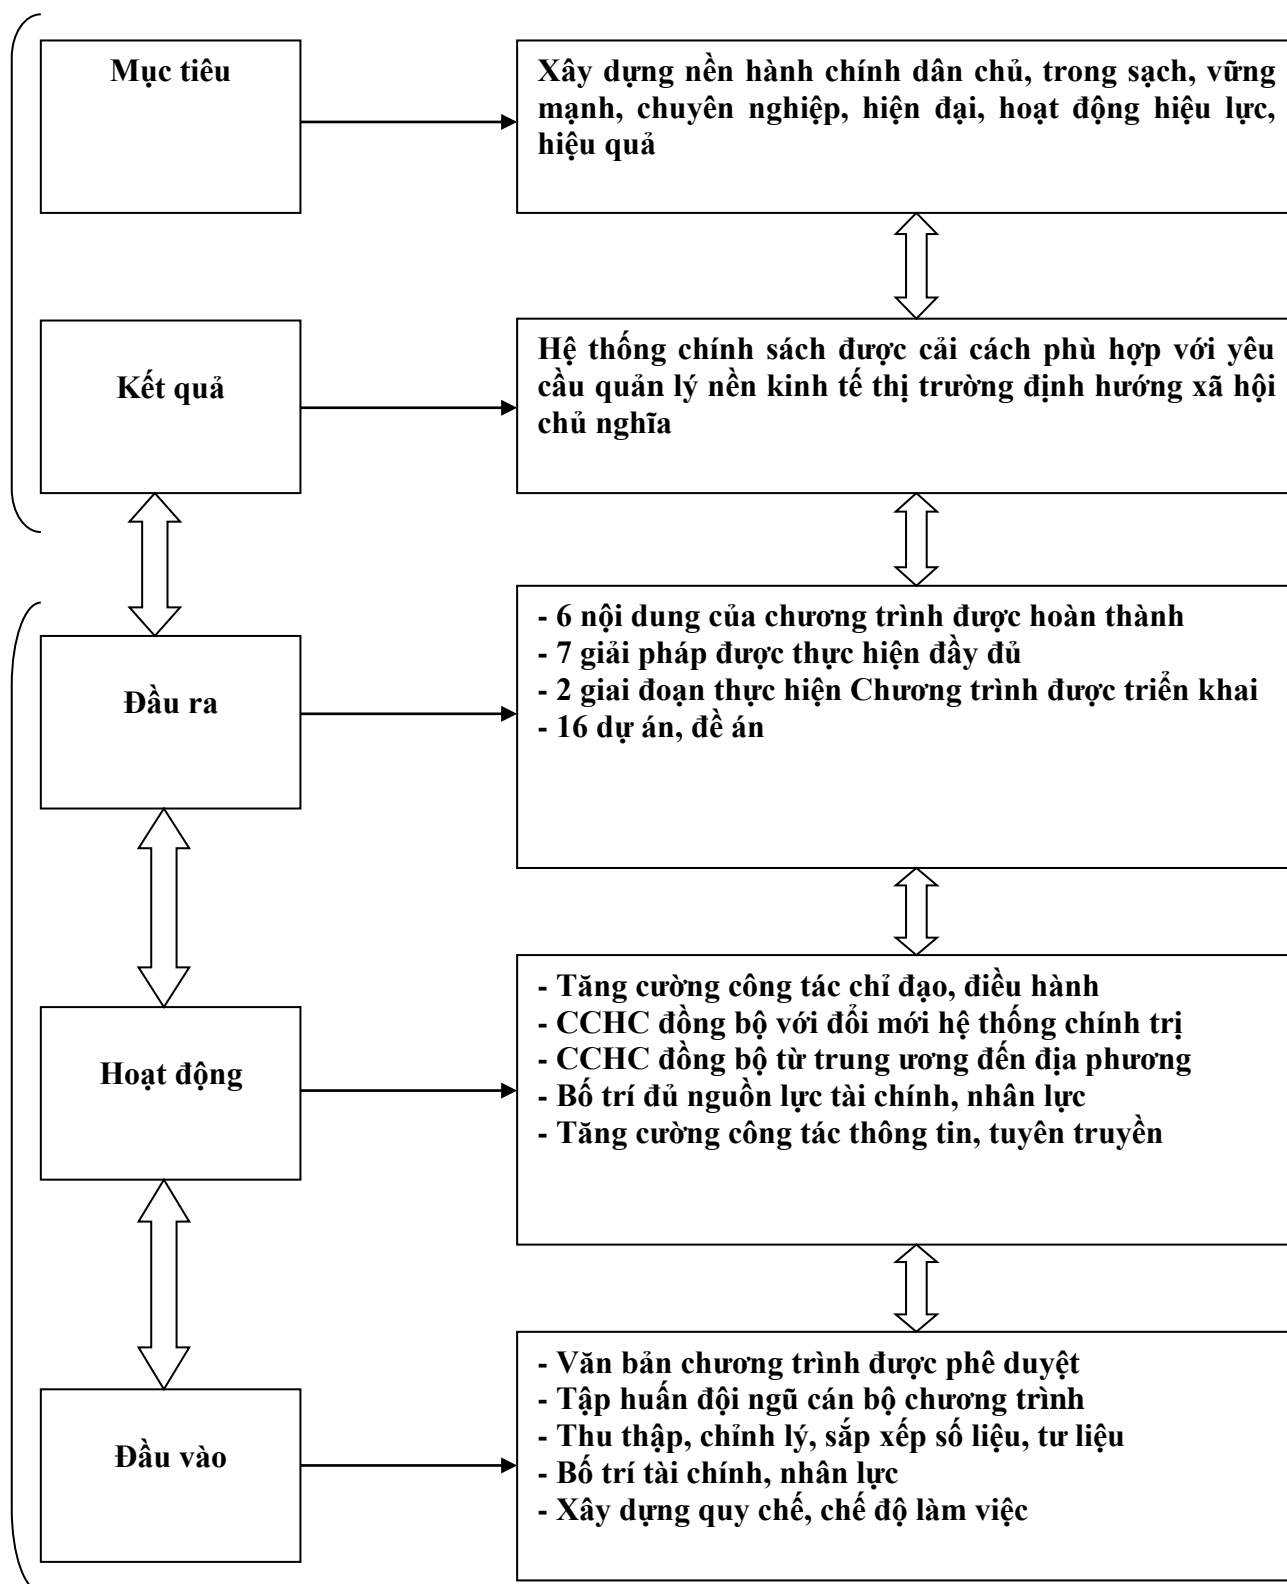 Mục tiêu
Xây dựng nền hành chính dân chủ, trong sạch, vững
mạnh, chuyên nghiệp, hiện đại, hoạt động hiệu lực,
hiệu quả
Kết quả
Hệ thống chính sách được cải cách phù hợp với yêu
cầu quản lý nền kinh tế thị trường định hướng xã hội
chủ nghĩa
Đầu ra
- 6 nội dung của chương trình được hoàn thành
- 7 giải pháp được thực hiện đầy đủ
- 2 giai đoạn thực hiện Chương trình được triển khai
- 16 dự án, đề án
Hoạt động
- Tăng cường công tác chỉ đạo, điều hành
- CCHC đồng bộ với đổi mới hệ thống chính trị
- CCHC đồng bộ từ trung ương đến địa phương
- Bố trí đủ nguồn lực tài chính, nhân lực
- Tăng cường công tác thông tin, tuyên truyền
Đầu vào
- Văn bản chương trình được phê duyệt
- Tập huấn đội ngũ cán bộ chương trình
- Thu thập, chỉnh lý, sắp xếp số liệu, tư liệu
- Bố trí tài chính, nhân lực
- Xây dựng quy chế, chế độ làm việc